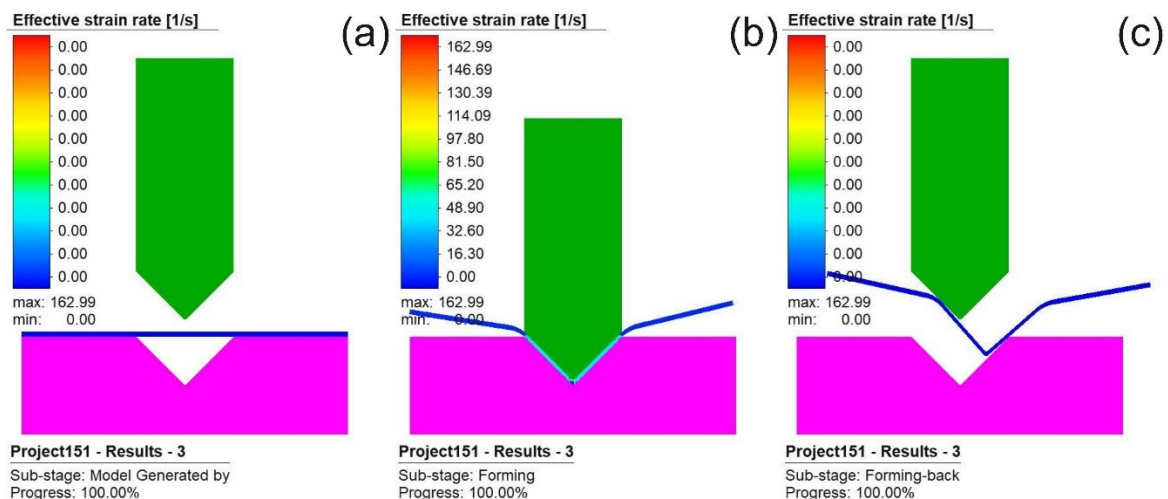 Effective strain rate [1/s]
(a)
0.00
0.00
0.00
0.00
0.00
0.00
0.00
0.00
0.00
0.00
0.00
max: 162.99
min: 0.00
Project151 - Results - 3
Sub-stage: Model Generated by
Progress: 100.00%
Effective strain rate [1/s]
(b)
162.99
146.69
130.39
114.09
97.80
81.50
65.20
48.90
32.60
16.30
0.00
max: 162.99
min: 0.00
Project151 - Results - 3
Sub-stage: Forming
Progress: 100.00%
Effective strain rate [1/s]
(c)
0.00
0.00
0.00
0.00
0.00
0.00
0.00
0.00
0.00
0.00
0.00
max: 162.99
min: 0.00
Project151 - Results - 3
Sub-stage: Forming-back
Progress: 100.00%